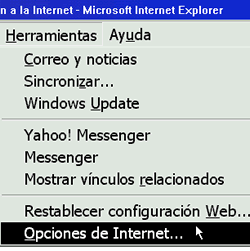 n a la Internet - Microsoft Internet Explorer
Herramientas Ayuda
Correo y noticias
Sincronizar...
Windows Update
Yahoo! Messenger
Messenger
Mostrar vínculos relacionados
Restablecer configuración Web...
Opciones de Internet...